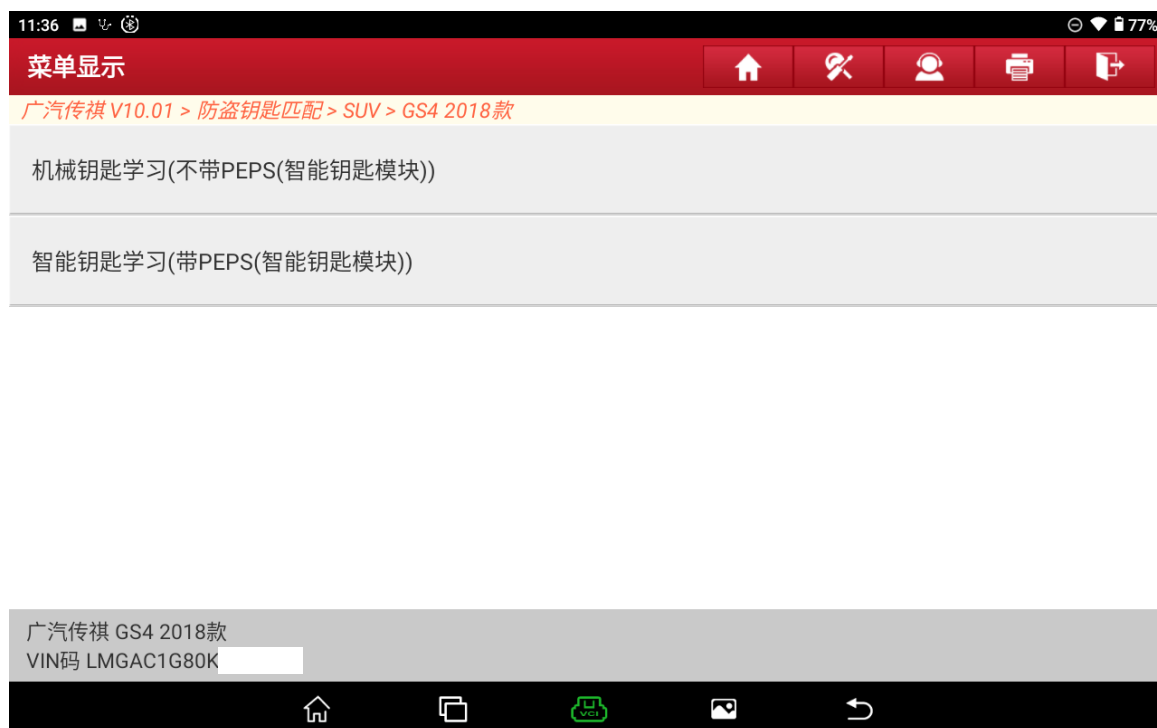 11:36 77%
菜单显示
广汽传祺 V10.01 > 防盗钥匙匹配 > SUV > GS4 2018款
机械钥匙学习(不带PEPS(智能钥匙模块))
智能钥匙学习(带PEPS(智能钥匙模块))
广汽传祺 GS4 2018款
VIN码 LMGAC1G80K
VCI